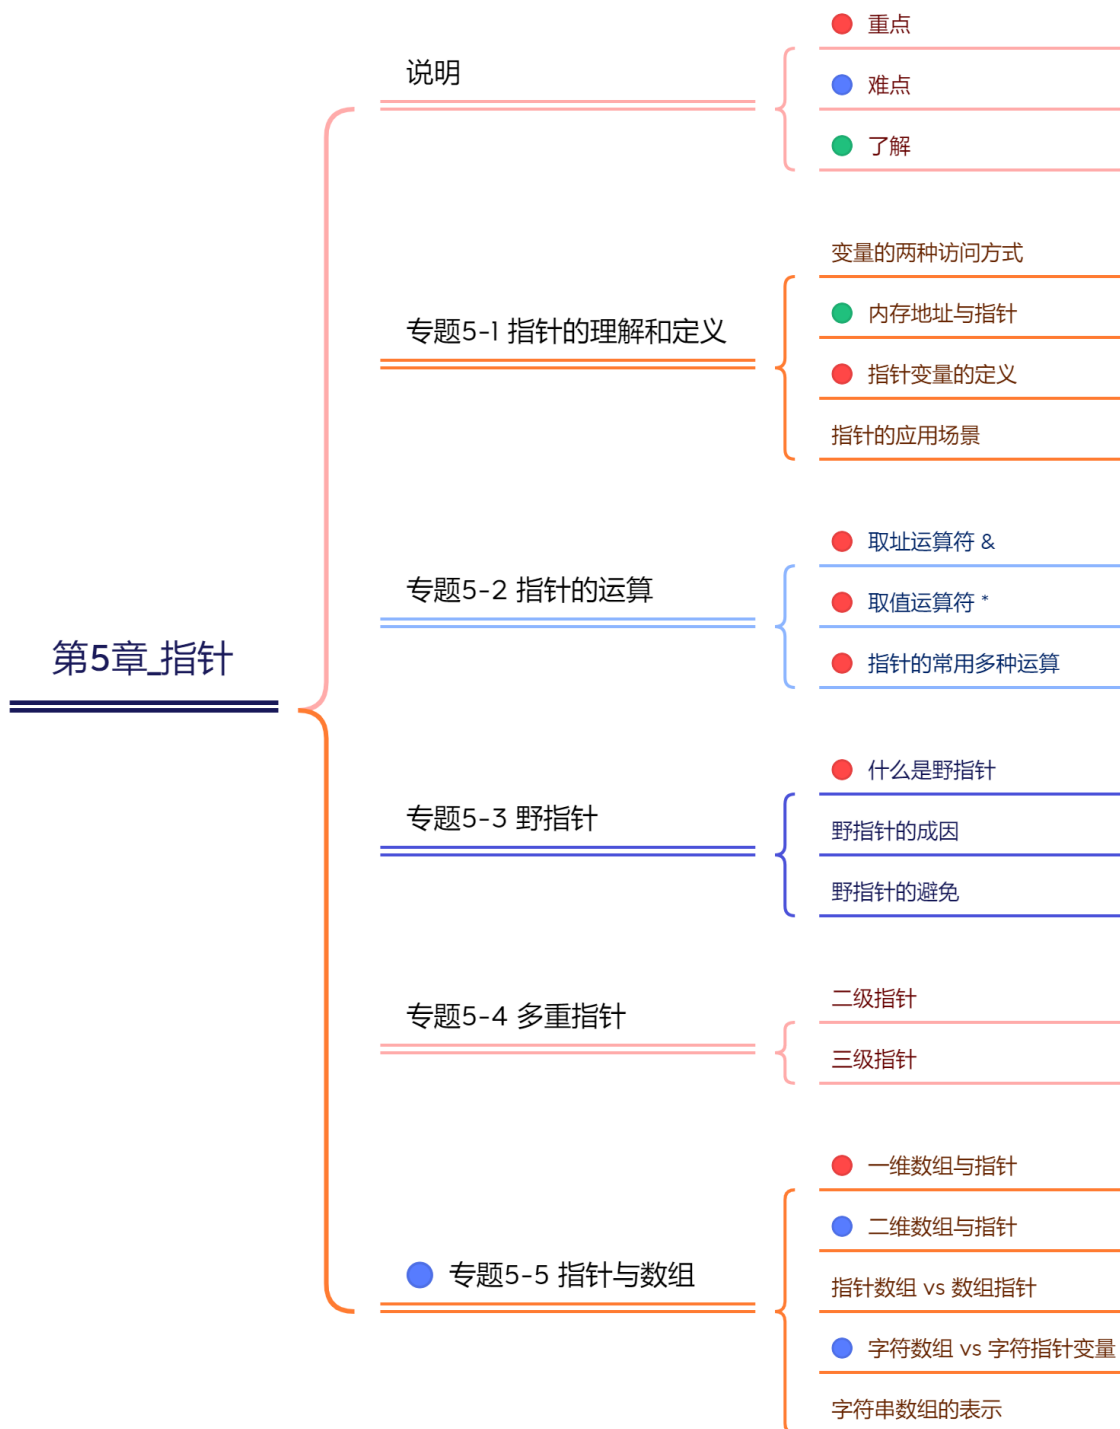 第5章_指针
说明
重点
难点
了解
专题5-1 指针的理解和定义
变量的两种访问方式
内存地址与指针
指针变量的定义
指针的应用场景
专题5-2 指针的运算
取址运算符 &
取值运算符 *
指针的常用多种运算
专题5-3 野指针
什么是野指针
野指针的成因
野指针的避免
专题5-4 多重指针
二级指针
三级指针
专题5-5 指针与数组
一维数组与指针
二维数组与指针
指针数组 vs 数组指针
字符数组 vs 字符指针变量
字符串数组的表示